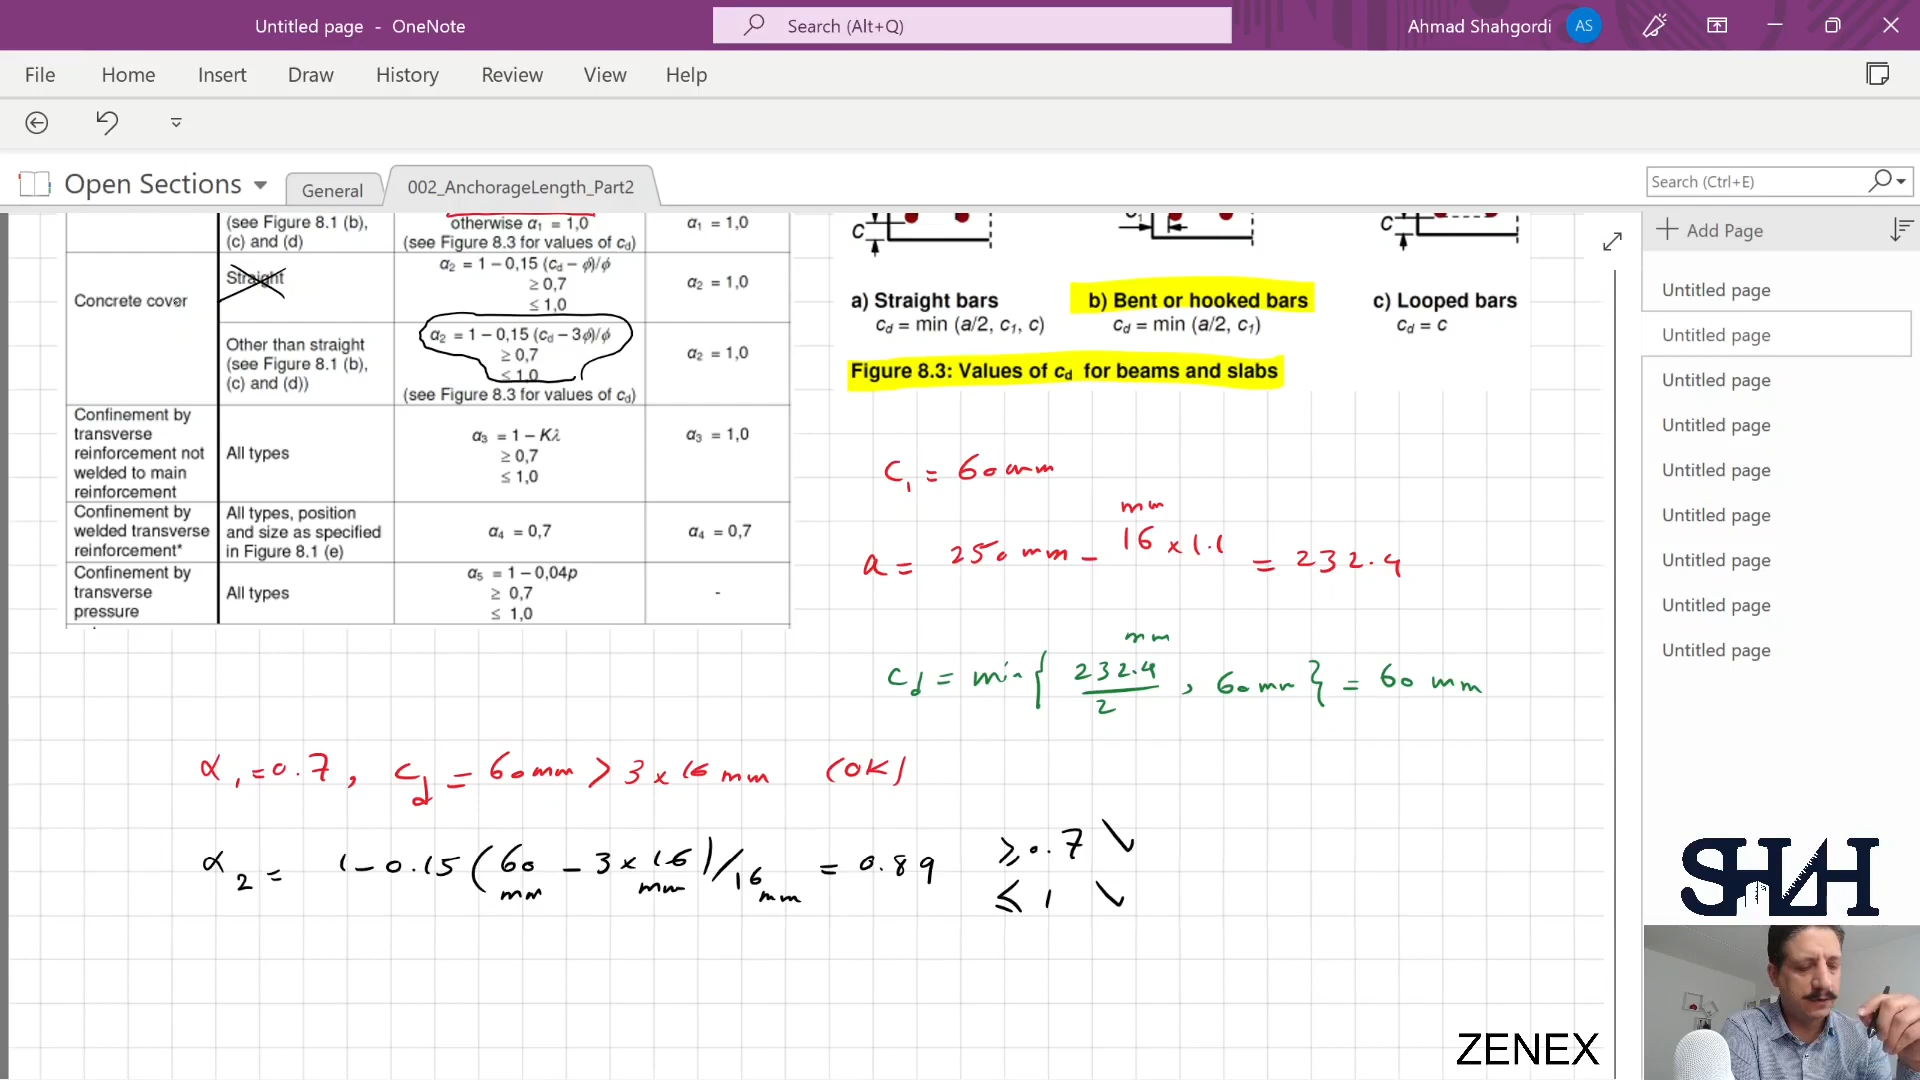 Untitled page - OneNote
Search (Alt+Q)
Ahmad Shahgordi
AS
File Home Insert Draw History Review View Help
Open Sections
General
002_AnchorageLength_Part2
Search (Ctrl+E)
Add Page
Untitled page
Untitled page
Untitled page
Untitled page
Untitled page
Untitled page
Untitled page
Untitled page
Untitled page
(see Figure 8.1 (b),
(c) and (d)
otherwise α1 = 1,0
(see Figure 8.3 for values of cd)
α1 = 1,0
Concrete cover
Straight
α2 = 1 – 0,15 (cd – ϕ)/ϕ
≥ 0,7
≤ 1,0
α2 = 1,0
Other than straight
(see Figure 8.1 (b),
(c) and (d))
α2 = 1 – 0,15 (cd – 3ϕ)/ϕ
≥ 0,7
≤ 1,0
(see Figure 8.3 for values of cd)
α2 = 1,0
Confinement by
transverse
reinforcement not
welded to main
reinforcement
All types
α3 = 1 – Kλ
≥ 0,7
≤ 1,0
α3 = 1,0
Confinement by
welded transverse
reinforcement*
All types, position
and size as specified
in Figure 8.1 (e)
α4 = 0,7
α4 = 0,7
Confinement by
transverse
pressure
All types
α5 = 1 – 0,04p
≥ 0,7
≤ 1,0
-
C
C1
C
a) Straight bars
cd = min (a/2, c1, c)
b) Bent or hooked bars
cd = min (a/2, c1)
c) Looped bars
cd = c
Figure 8.3: Values of cd for beams and slabs
C1 = 60 mm
mm
a = 250 mm - 16 × 1.1 = 232.4
mm
Cd = min { 232.4 / 2 , 60 mm } = 60 mm
α1 = 0.7 , Cd = 60 mm > 3 × 16 mm (OK)
α2 = 1 - 0.15 ( 60 mm - 3 × 16 mm ) / 16 mm = 0.89
≥ 0.7
≤ 1
SHAH
ZENEX